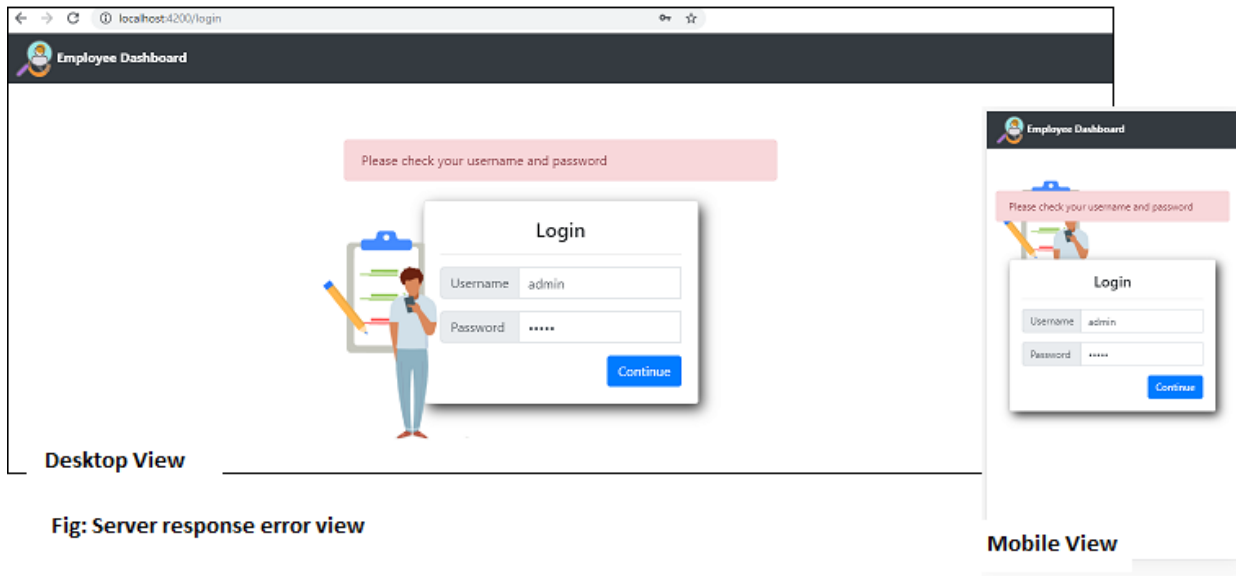 localhost:4200/login
Employee Dashboard
Please check your username and password
Login
Username admin
Password •••••
Continue
Desktop View
Fig: Server response error view
Employee Dashboard
Please check your username and password
Login
Username admin
Password •••••
Continue
Mobile View